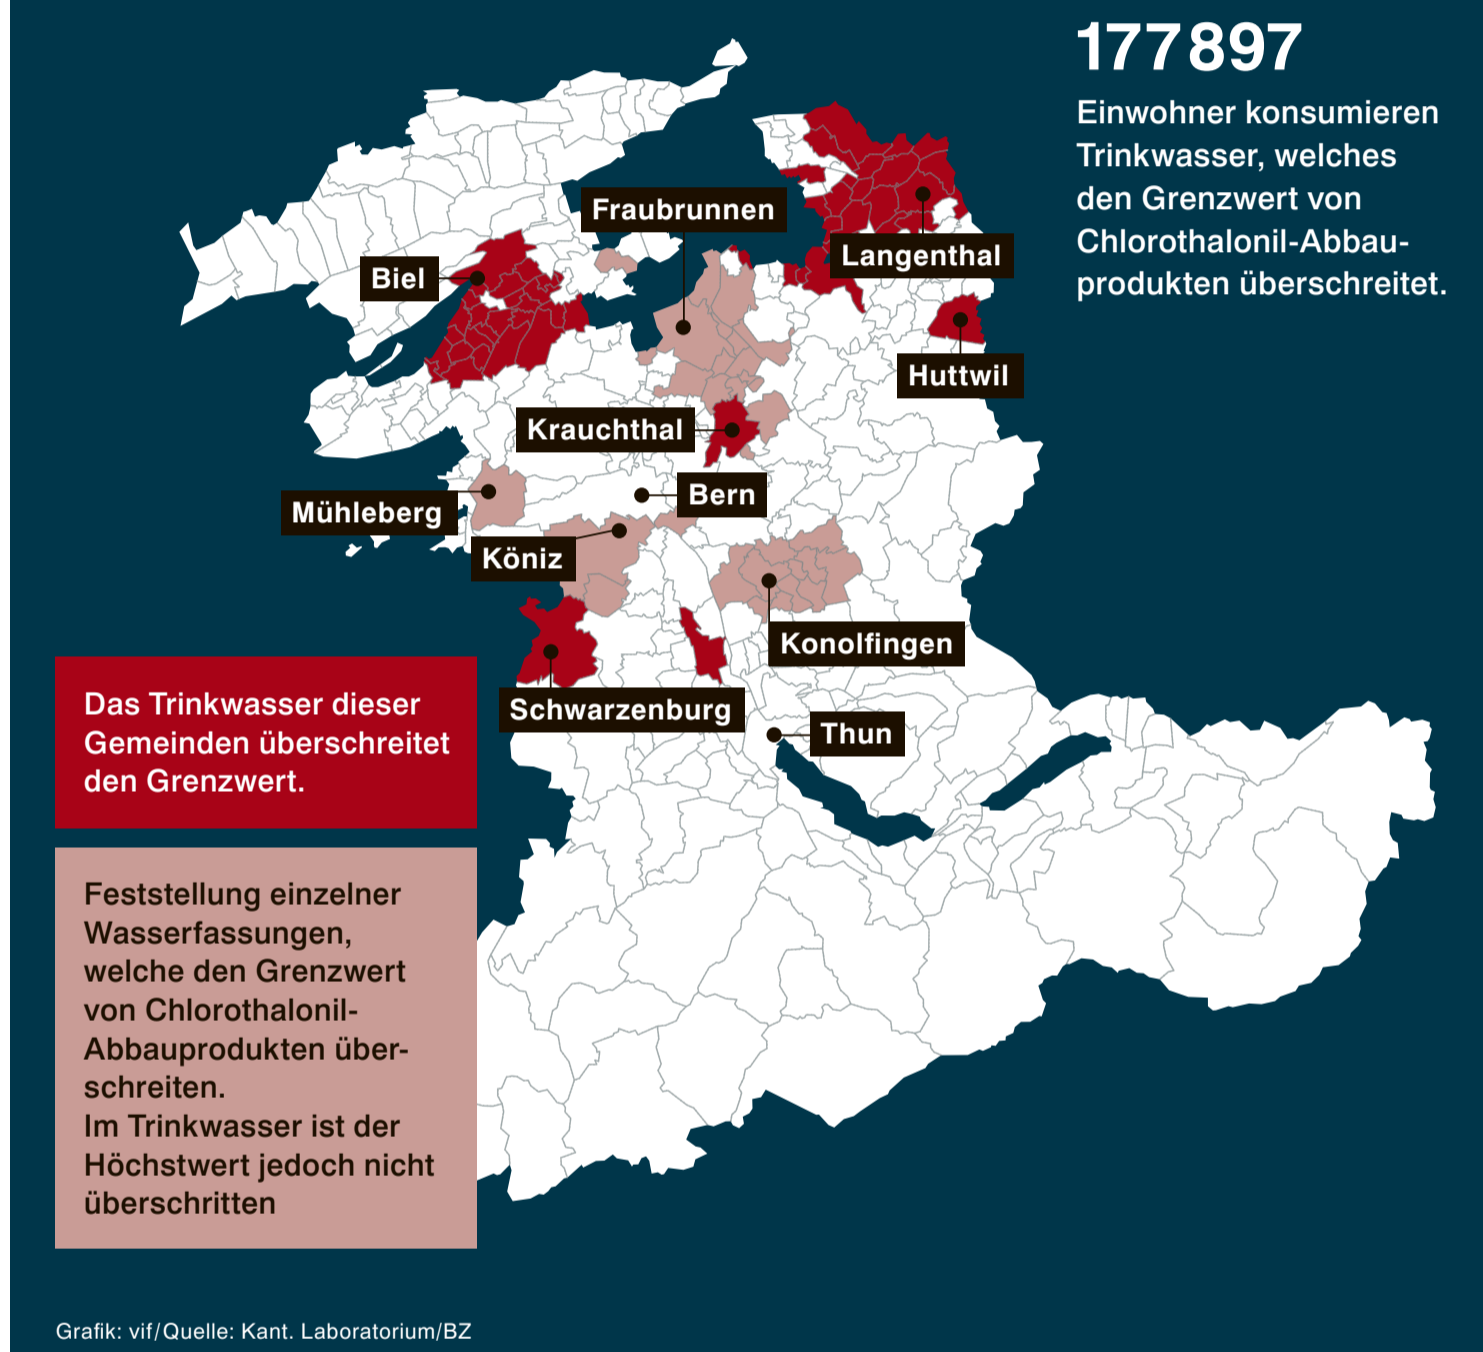 177 897
Einwohner konsumieren
Trinkwasser, welches
den Grenzwert von
Chlorothalonil-Abbau-
produkten überschreitet.
Fraubrunnen
Langenthal
Biel
Huttwil
Krauchthal
Bern
Mühleberg
Köniz
Konolfingen
Schwarzenburg
Thun
Das Trinkwasser dieser
Gemeinden überschreitet
den Grenzwert.
Feststellung einzelner
Wasserfassungen,
welche den Grenzwert
von Chlorothalonil-
Abbauprodukten über-
schreiten.
Im Trinkwasser ist der
Höchstwert jedoch nicht
überschritten
Grafik: vif/Quelle: Kant. Laboratorium/BZ